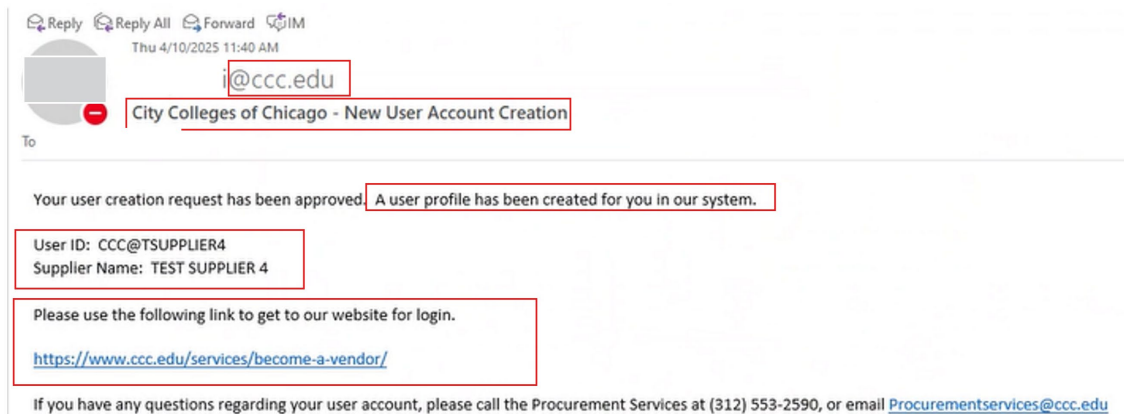 Reply Reply All Forward IM
Thu 4/10/2025 11:40 AM
i@ccc.edu
City Colleges of Chicago - New User Account Creation
To
Your user creation request has been approved. A user profile has been created for you in our system.
User ID: CCC@TSUPPLIER4
Supplier Name: TEST SUPPLIER 4
Please use the following link to get to our website for login.
https://www.ccc.edu/services/become-a-vendor/
If you have any questions regarding your user account, please call the Procurement Services at (312) 553-2590, or email Procurementservices@ccc.edu